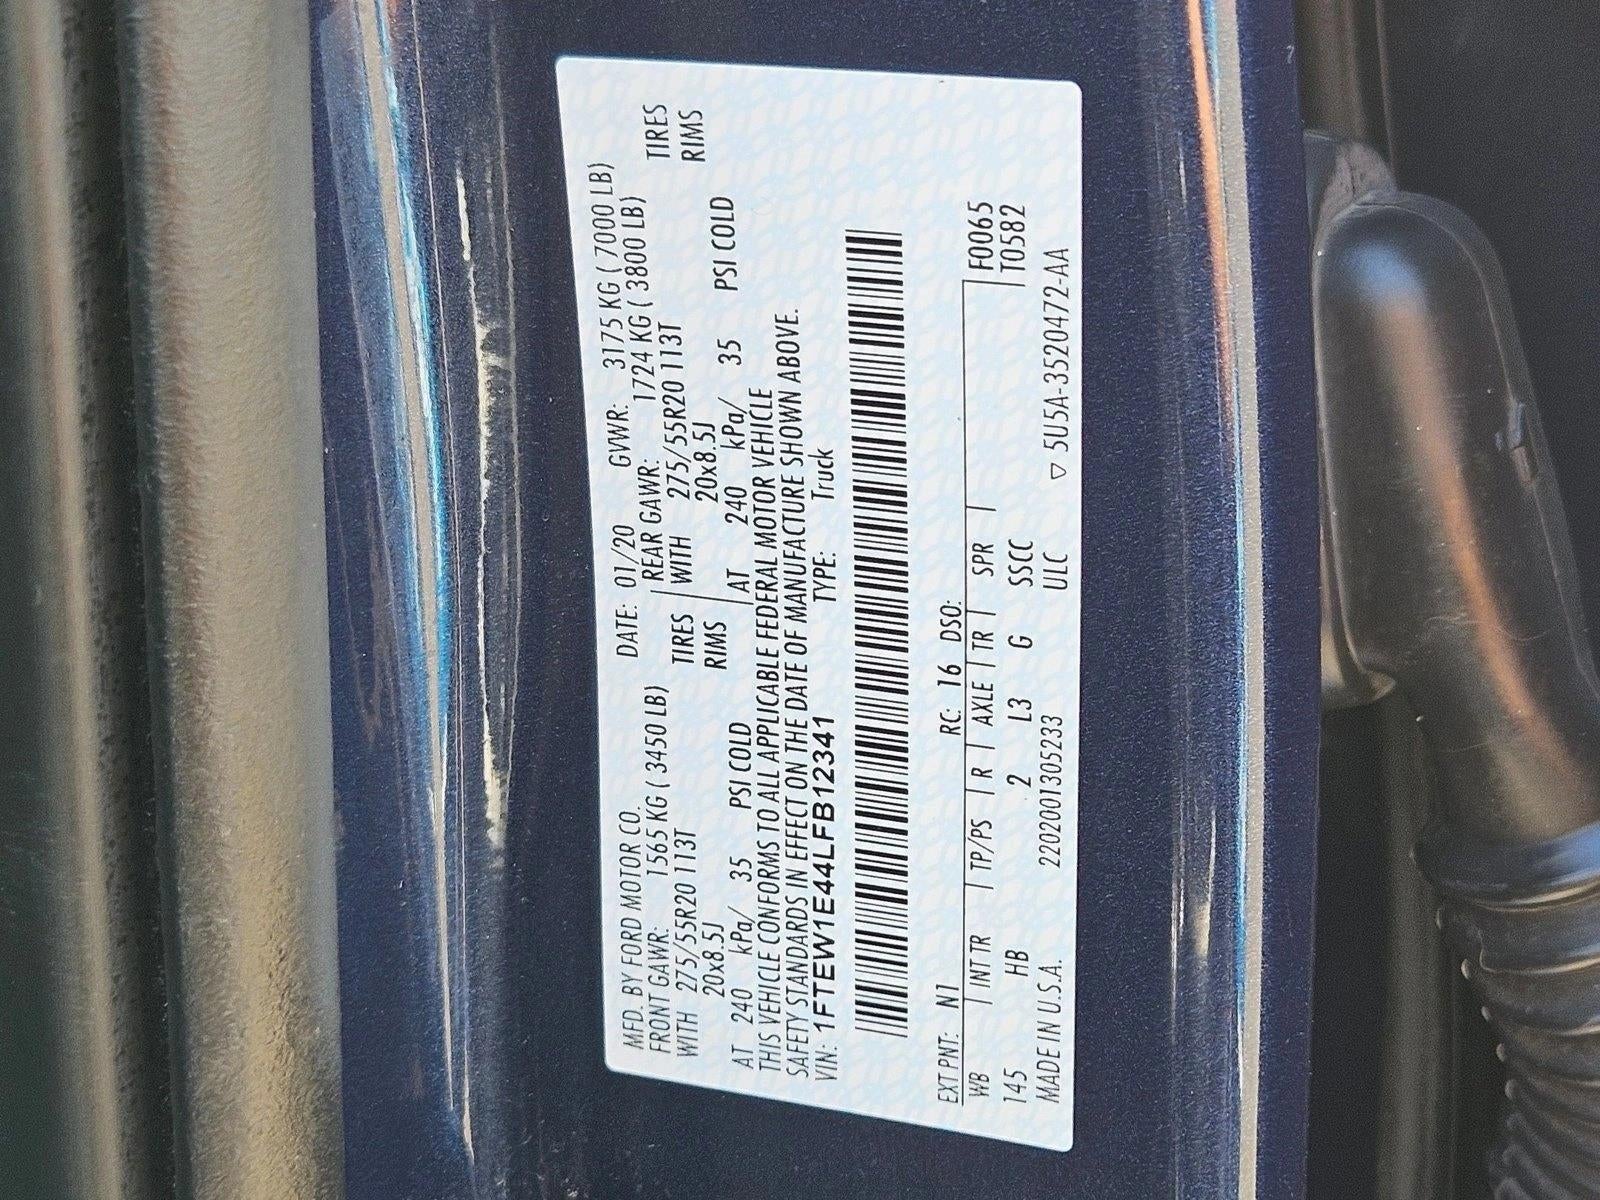 MFD. BY FORD MOTOR CO. DATE: 01/20 GVWR: 3175 KG ( 7000 LB)
FRONT GAWR: 1565 KG ( 3450 LB) REAR GAWR: 1724 KG ( 3800 LB)
WITH 275/55R20 113T TIRES WITH 275/55R20 113T TIRES
20x8.5J RIMS 20x8.5J RIMS
AT 240 kPa/ 35 PSI COLD AT 240 kPa/ 35 PSI COLD
THIS VEHICLE CONFORMS TO ALL APPLICABLE FEDERAL MOTOR VEHICLE
SAFETY STANDARDS IN EFFECT ON THE DATE OF MANUFACTURE SHOWN ABOVE.
VIN: 1FTEW1E44LFB12341 TYPE: Truck
EXT PNT: N1 RC: 16 DSO:
WB | INT TR | TP/PS | R | AXLE | TR | SPR | F0065
145 HB 2 L3 G SSCC T0582
MADE IN U.S.A. 2202001305233 ULC ▽ 5U5A-3520472-AA